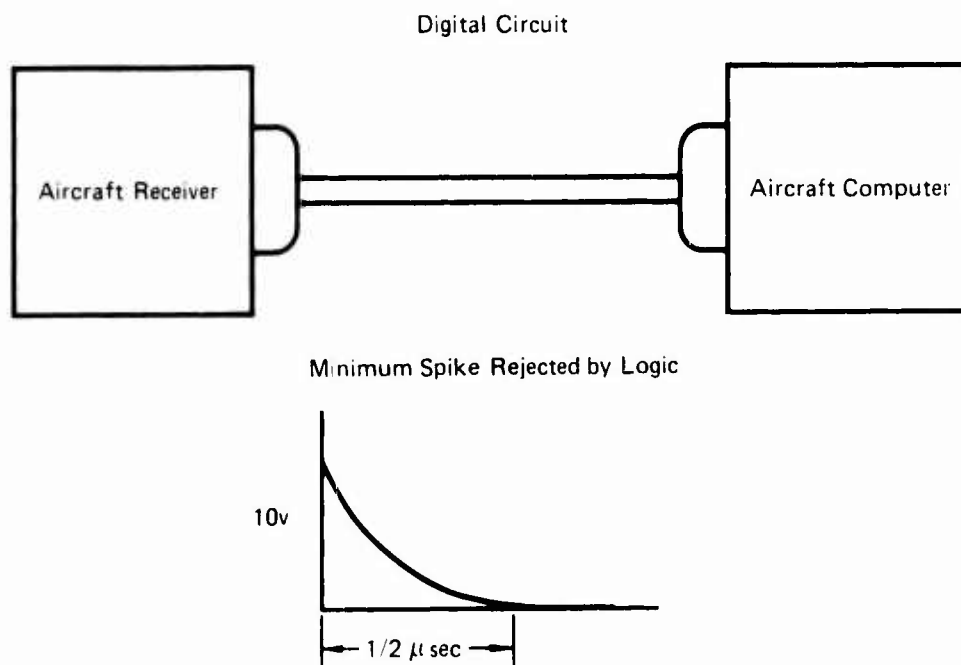 Digital Circuit
Aircraft Receiver
Aircraft Computer
Minimum Spike Rejected by Logic
10v
1/2 μ sec